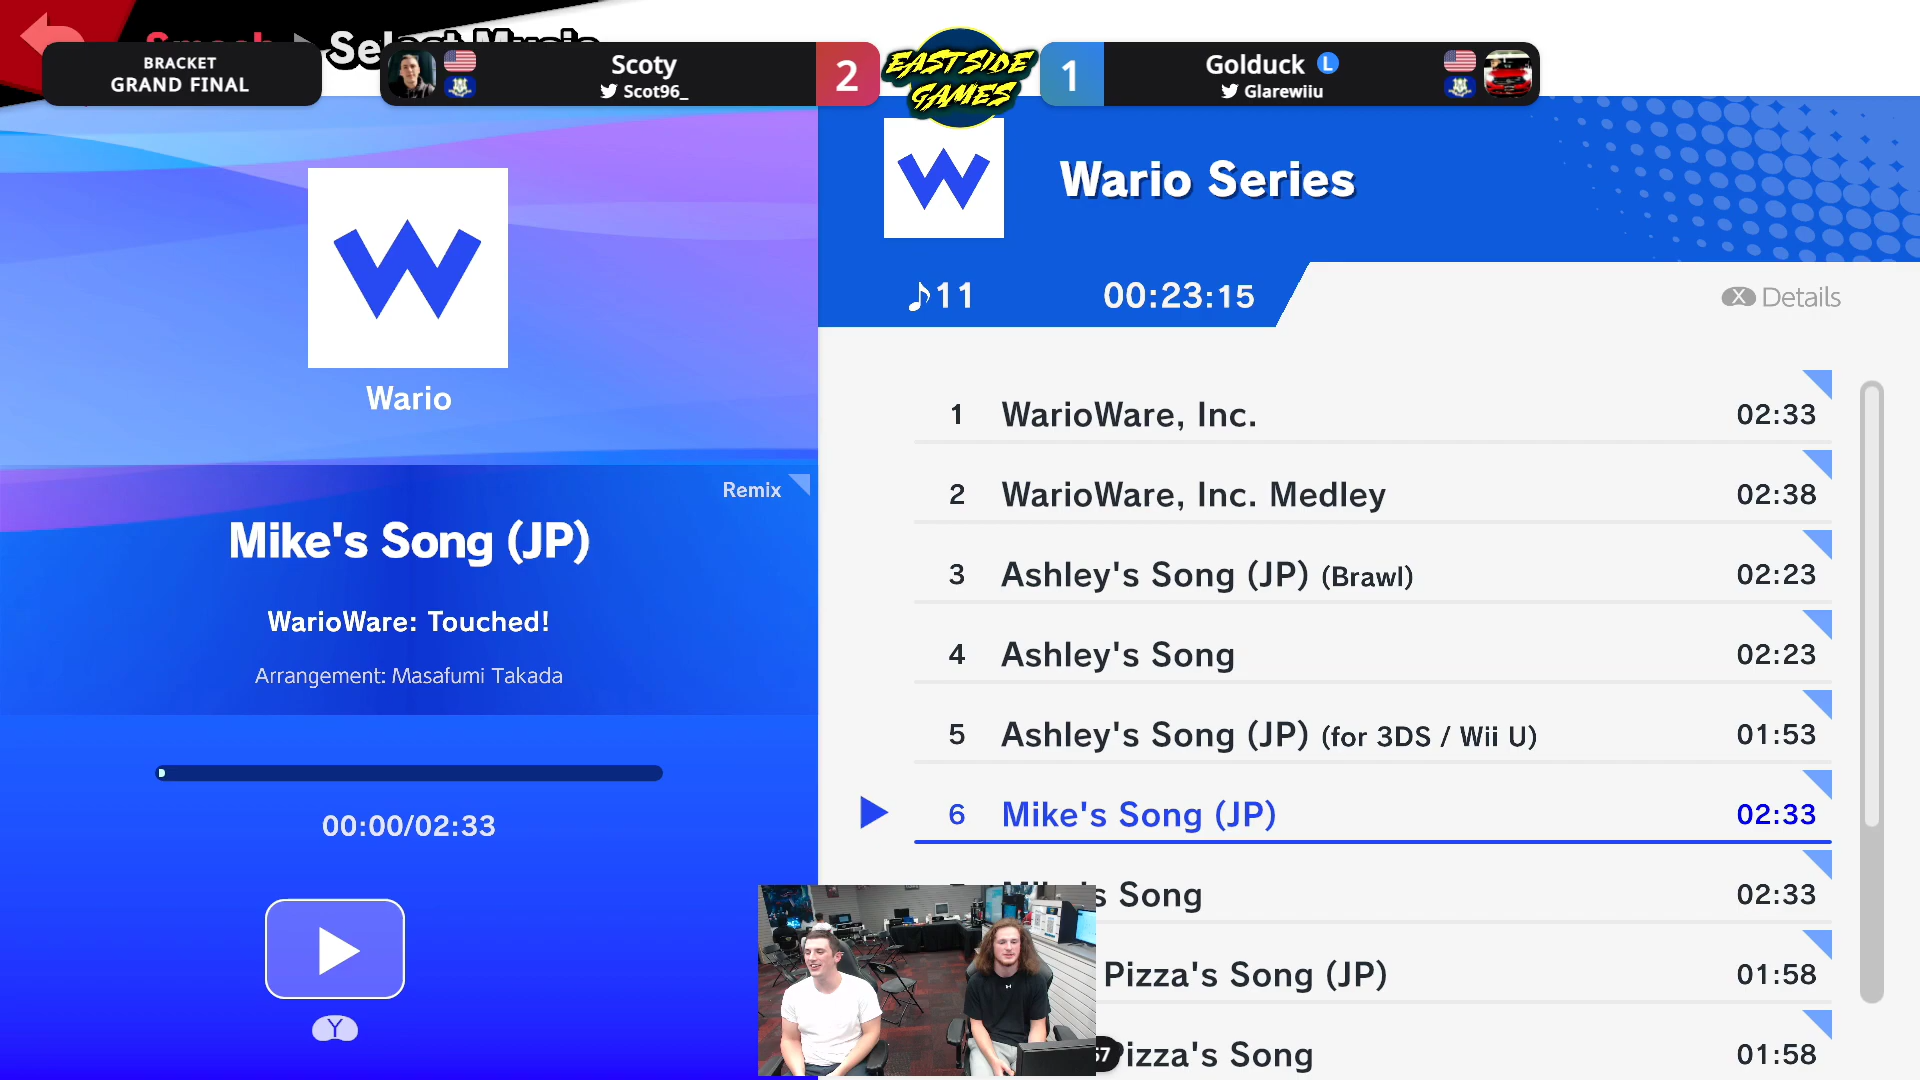 Smash ▶ Select Music
BRACKET
GRAND FINAL
Scoty
Scot96_
2
EAST SIDE
GAMES
1
Golduck L
Glarewiiu
W
Wario
Remix
Mike's Song (JP)
WarioWare: Touched!
Arrangement: Masafumi Takada
00:00/02:33
Y
W
Wario Series
♪11 00:23:15
X Details
1 WarioWare, Inc. 02:33
2 WarioWare, Inc. Medley 02:38
3 Ashley's Song (JP) (Brawl) 02:23
4 Ashley's Song 02:23
5 Ashley's Song (JP) (for 3DS / Wii U) 01:53
6 Mike's Song (JP) 02:33
Song 02:33
Pizza's Song (JP) 01:58
Song 01:58